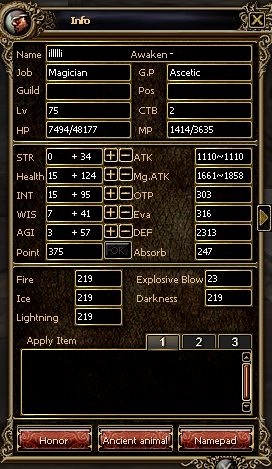 Info
Name illllli Awaken -
Job Magician G.P Ascetic
Guild Pos
Lv 75 CTB 2
HP 7494/48177 MP 1414/3635
STR 0 + 34 ATK 1110~1110
Health 15 + 124 Mg.ATK 1661~1858
INT 15 + 95 OTP 303
WIS 7 + 41 Eva 316
AGI 3 + 57 DEF 2313
Point 375 OK Absorb 247
Fire 219 Explosive Blow 23
Ice 219 Darkness 219
Lightning 219
Apply Item 1 2 3
Honor Ancient animal Namepad